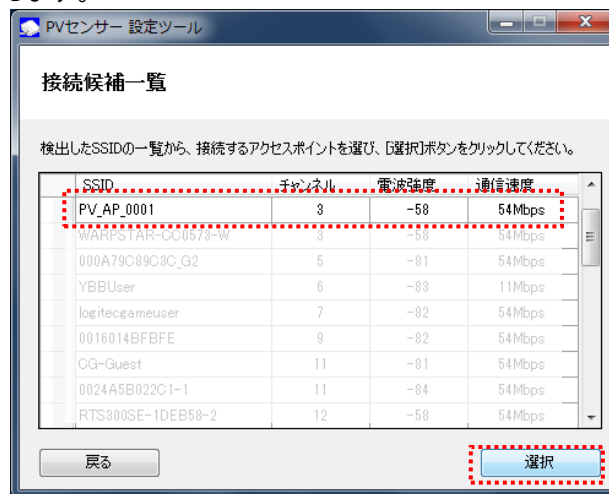 します。
PVセンサー 設定ツール
接続候補一覧
検出したSSIDの一覧から、接続するアクセスポイントを選び、[選択]ボタンをクリックしてください。
SSID チャンネル 電波強度 通信速度
PV_AP_0001 3 -58 54Mbps
WARPSTAR-CC0573-W 3 -58 54Mbps
000A79C89C3C_G2 5 -81 54Mbps
YBBUser 6 -83 11Mbps
logitecgameuser 7 -82 54Mbps
0016014BFBFE 9 -82 54Mbps
CG-Guest 11 -81 54Mbps
0024A5B022C1-1 11 -84 54Mbps
RTS300SE-1DEB58-2 12 -58 54Mbps
戻る 選択